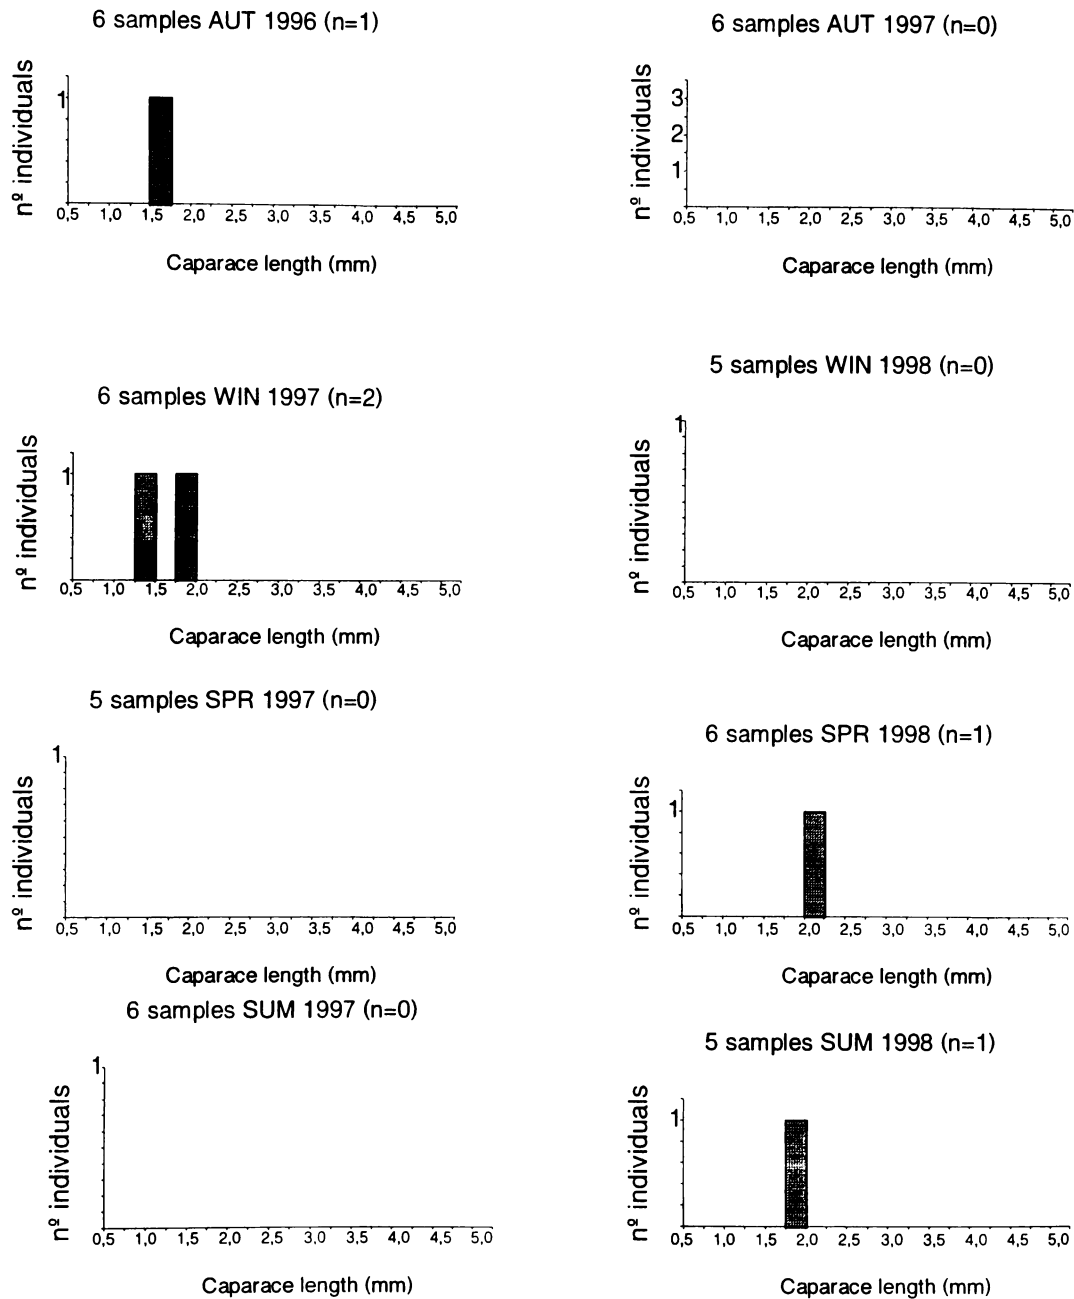 6 samples AUT 1996 (n=1)
nº individuals
1
0,5 1,0 1,5 2,0 2,5 3,0 3,5 4,0 4,5 5,0
Caparace length (mm)
6 samples AUT 1997 (n=0)
nº individuals
3
2
1
0,5 1,0 1,5 2,0 2,5 3,0 3,5 4,0 4,5 5,0
Caparace length (mm)
6 samples WIN 1997 (n=2)
nº individuals
1
0,5 1,0 1,5 2,0 2,5 3,0 3,5 4,0 4,5 5,0
Caparace length (mm)
5 samples WIN 1998 (n=0)
nº individuals
1
0,5 1,0 1,5 2,0 2,5 3,0 3,5 4,0 4,5 5,0
Caparace length (mm)
5 samples SPR 1997 (n=0)
nº individuals
1
0,5 1,0 1,5 2,0 2,5 3,0 3,5 4,0 4,5 5,0
Caparace length (mm)
6 samples SPR 1998 (n=1)
nº individuals
1
0,5 1,0 1,5 2,0 2,5 3,0 3,5 4,0 4,5 5,0
Caparace length (mm)
6 samples SUM 1997 (n=0)
nº individuals
1
0,5 1,0 1,5 2,0 2,5 3,0 3,5 4,0 4,5 5,0
Caparace length (mm)
5 samples SUM 1998 (n=1)
nº individuals
1
0,5 1,0 1,5 2,0 2,5 3,0 3,5 4,0 4,5 5,0
Caparace length (mm)